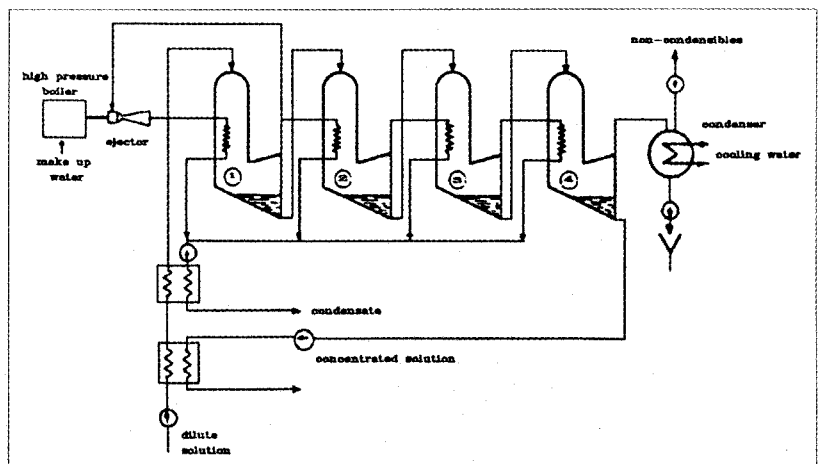 non-condensibles
high pressure
boiler
ejector
make up
water
condenser
cooling water
1
2
3
4
condensate
concentrated solution
dilute
solution